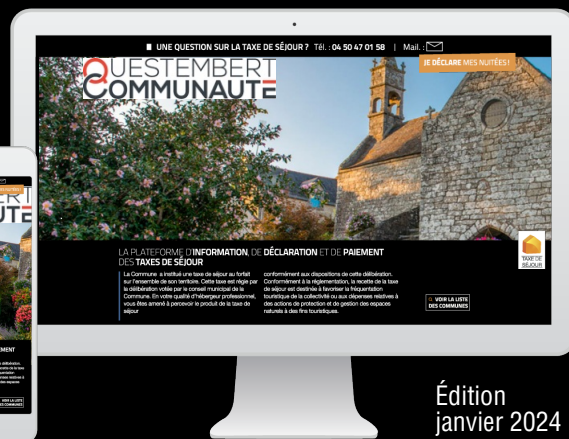 UNE QUESTION SUR LA TAXE DE SÉJOUR ? Tél. : 04 50 47 01 58 | Mail. :
JE DÉCLARE MES NUITÉES !
QUESTEMBERT
COMMUNAUTÉ
LA PLATEFORME D'INFORMATION, DE DÉCLARATION ET DE PAIEMENT
DES TAXES DE SÉJOUR
La Commune a institué une taxe de séjour au forfait
sur l'ensemble de son territoire. Cette taxe est régie par
la délibération votée par le conseil municipal de la
Commune. En votre qualité d'hébergeur professionnel,
vous êtes amené à percevoir le produit de la taxe de
séjour
conformément aux dispositions de cette délibération.
Conformément à la réglementation, la recette de la taxe
de séjour est destinée à favoriser la fréquentation
touristique de la collectivité ou aux dépenses relatives à
des actions de protection et de gestion des espaces
naturels à des fins touristiques.
TAXE DE
SÉJOUR
VOIR LA LISTE
DES COMMUNES
VOIR LA LISTE
DES COMMUNES
Édition
janvier 2024